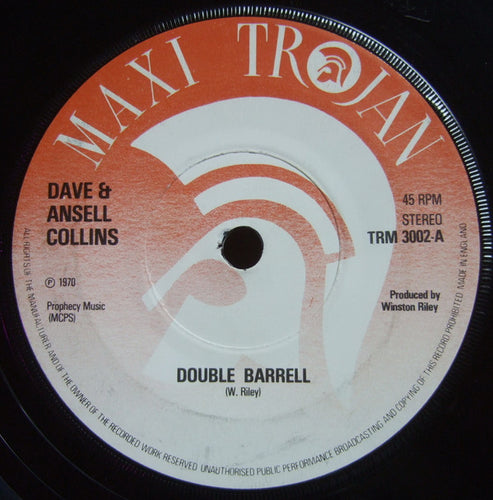 MAXI TROJAN
DAVE &
ANSELL
COLLINS
45 RPM
STEREO
TRM 3002-A
℗ 1970
Prophecy Music
(MCPS)
Produced by
Winston Riley
DOUBLE BARRELL
(W. Riley)
ALL RIGHTS OF THE MANUFACTURER AND OF THE OWNER OF THE RECORDED WORK RESERVED. UNAUTHORISED PUBLIC PERFORMANCE BROADCASTING AND COPYING OF THIS RECORD PROHIBITED. MADE IN ENGLAND